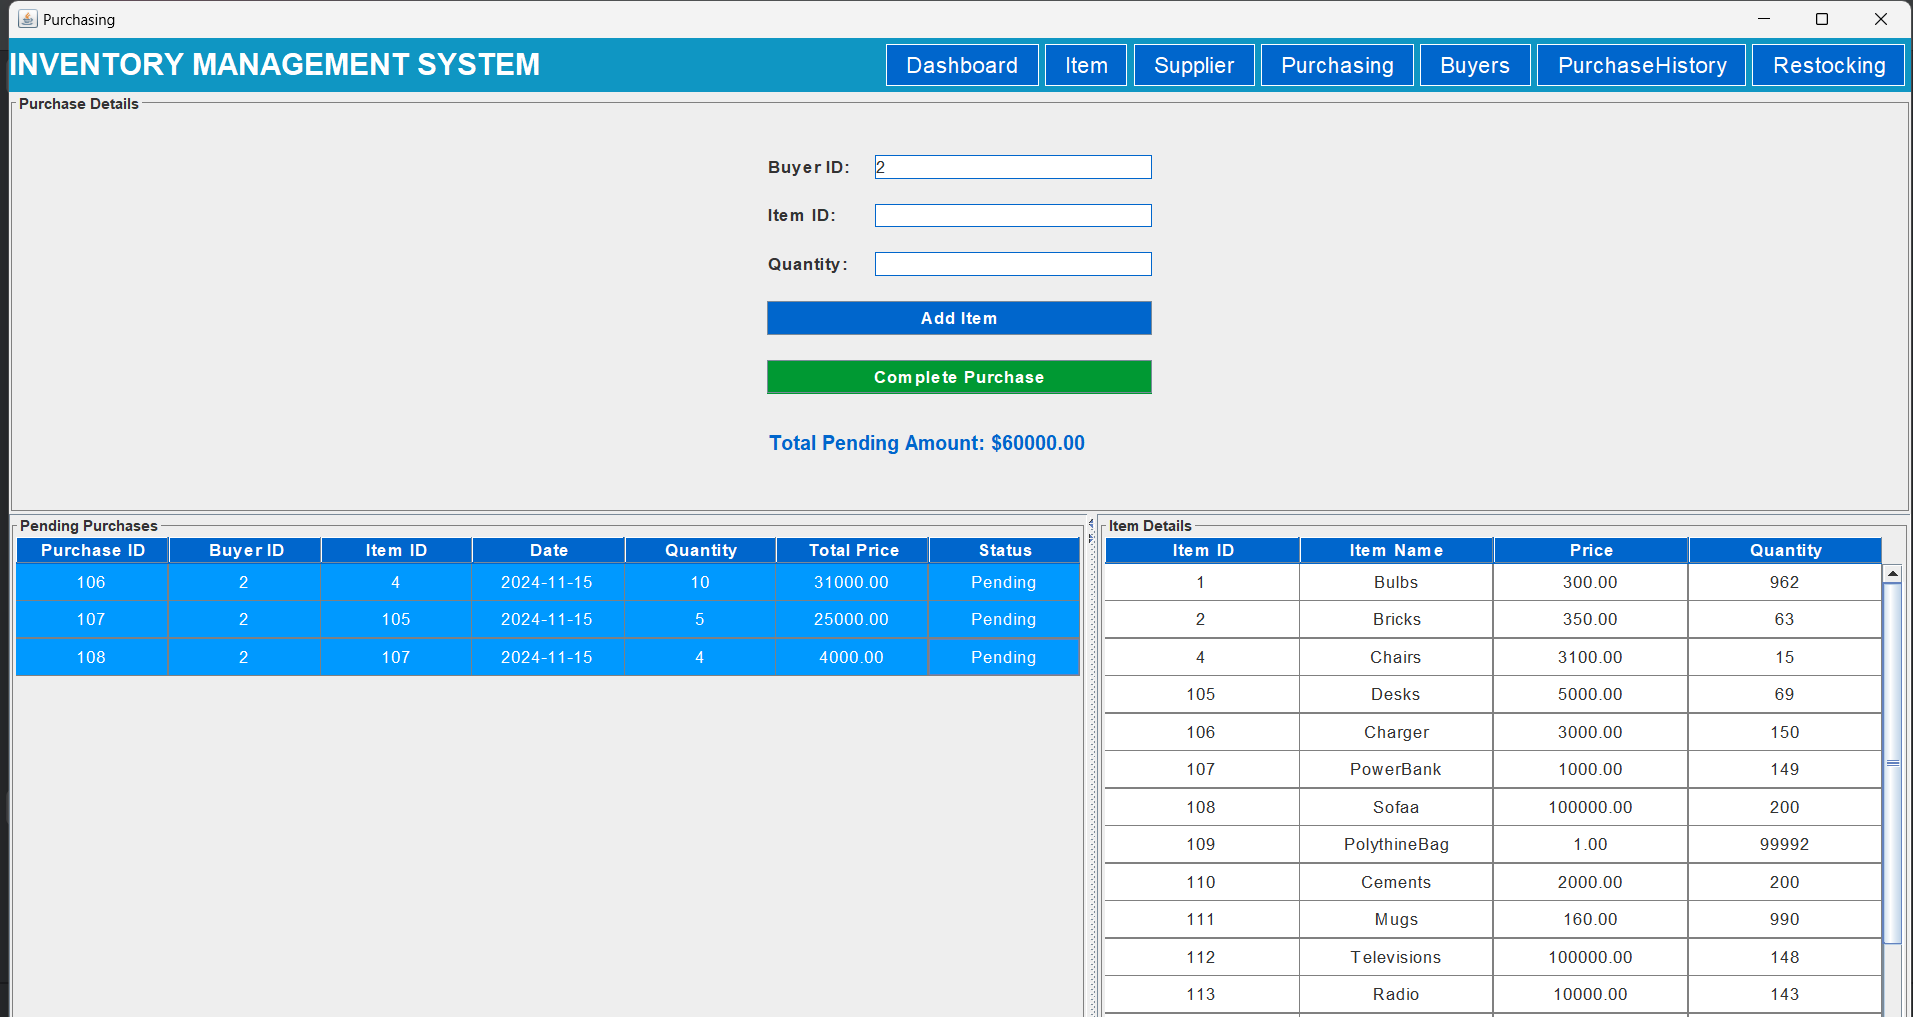 Purchasing
INVENTORY MANAGEMENT SYSTEM Dashboard Item Supplier Purchasing Buyers PurchaseHistory Restocking
Purchase Details
Buyer ID: 2
Item ID:
Quantity:
Add Item
Complete Purchase
Total Pending Amount: $60000.00
Pending Purchases
Purchase ID Buyer ID Item ID Date Quantity Total Price Status
106 2 4 2024-11-15 10 31000.00 Pending
107 2 105 2024-11-15 5 25000.00 Pending
108 2 107 2024-11-15 4 4000.00 Pending
Item Details
Item ID Item Name Price Quantity
1 Bulbs 300.00 962
2 Bricks 350.00 63
4 Chairs 3100.00 15
105 Desks 5000.00 69
106 Charger 3000.00 150
107 PowerBank 1000.00 149
108 Sofaa 100000.00 200
109 PolythineBag 1.00 99992
110 Cements 2000.00 200
111 Mugs 160.00 990
112 Televisions 100000.00 148
113 Radio 10000.00 143